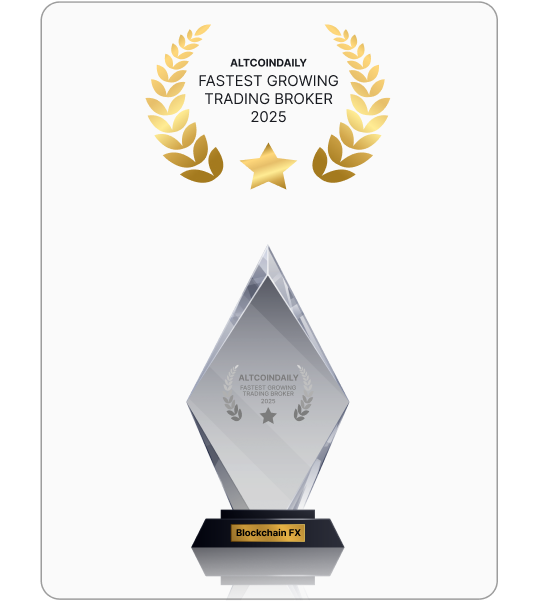 ALTCOINDAILY
FASTEST GROWING
TRADING BROKER
2025
ALTCOINDAILY
FASTEST GROWING
TRADING BROKER
2025
Blockchain FX